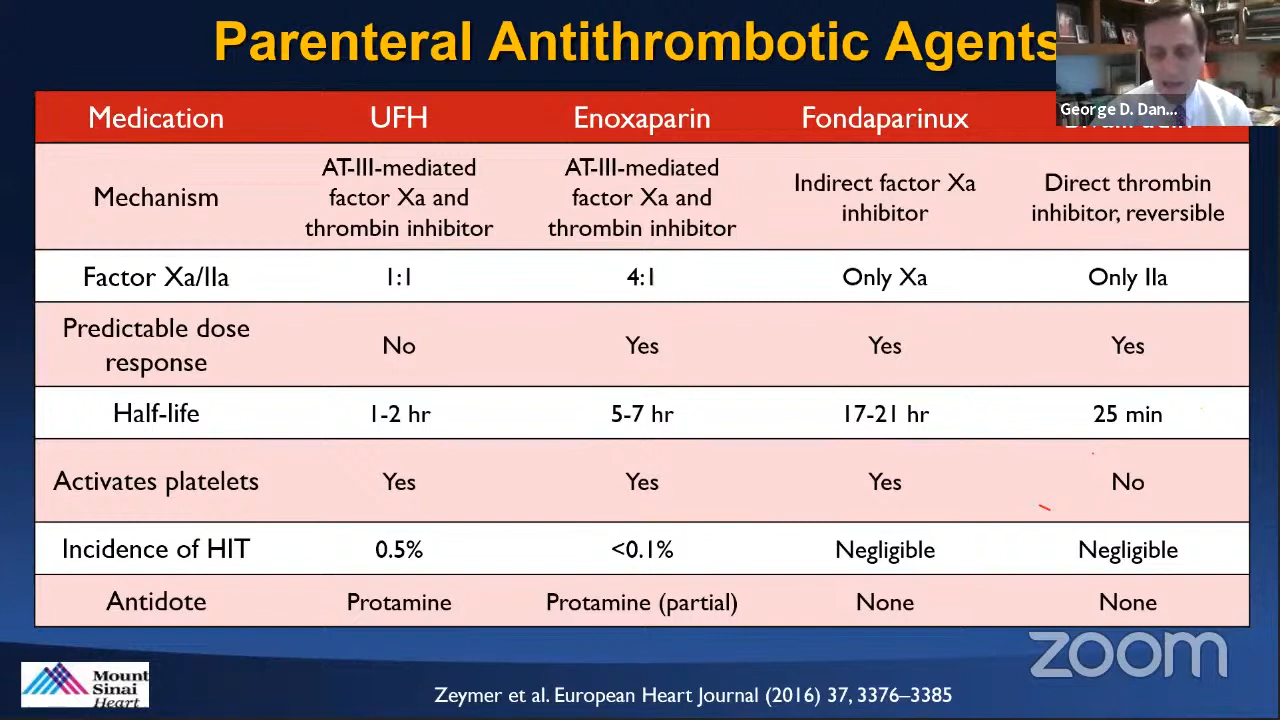 Parenteral Antithrombotic Agents
George D. Dan...
Medication UFH Enoxaparin Fondaparinux
Mechanism
AT-III-mediated
factor Xa and
thrombin inhibitor
AT-III-mediated
factor Xa and
thrombin inhibitor
Indirect factor Xa
inhibitor
Direct thrombin
inhibitor, reversible
Factor Xa/IIa 1:1 4:1 Only Xa Only IIa
Predictable dose
response
No Yes Yes Yes
Half-life 1-2 hr 5-7 hr 17-21 hr 25 min
Activates platelets Yes Yes Yes No
Incidence of HIT 0.5% <0.1% Negligible Negligible
Antidote Protamine Protamine (partial) None None
zoom
Mount
Sinai
Heart
Zeymer et al. European Heart Journal (2016) 37, 3376–3385